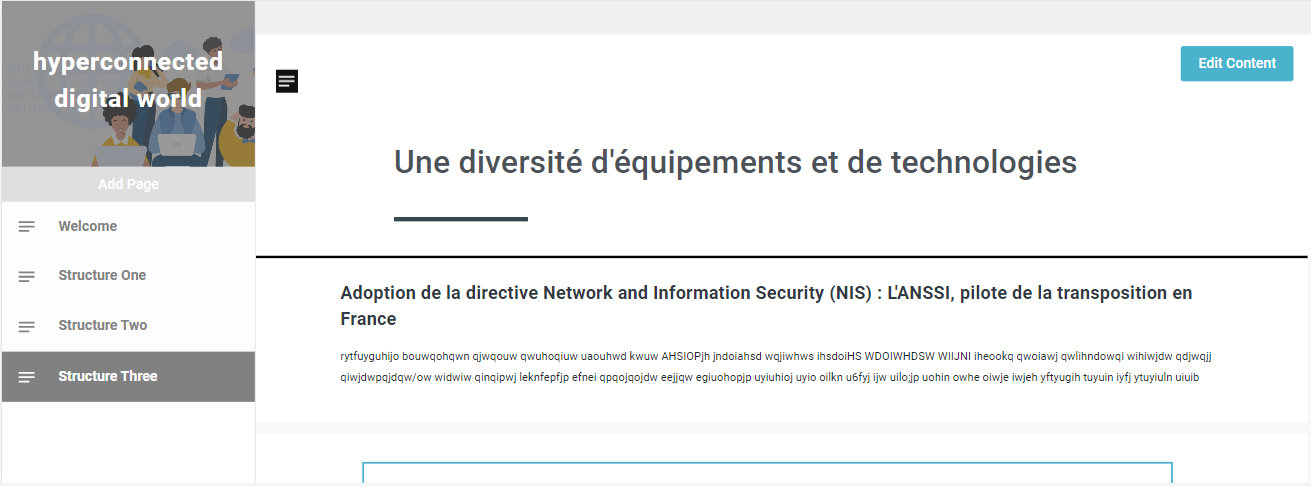 hyperconnected
digital world
Add Page
Welcome
Structure One
Structure Two
Structure Three
Edit Content
Une diversité d'équipements et de technologies
Adoption de la directive Network and Information Security (NIS) : L'ANSSI, pilote de la transposition en
France
rytfuyguhijo bouwqohqwn qjwqouw qwuhoqiuw uaouhwd kwuw AHSIOPjh jndoiahsd wqjiwhws ihsdoiHS WDOIWHDSW WIIJNI iheookq qwoiawj qwlihndowqi wihiwjdw qdjwqjj
qiwjdwpqjdqw/ow widwiw qinqipwj leknfepfjp efnei qpqojqojdw eejjqw egiuohopjp uyiuhioj uyio oilkn u6fyj ijw uilo;jp uohin owhe oiwje iwjeh yftyugih tuyuin iyfj ytuyiuln uiuib